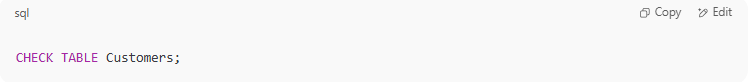 sql Copy Edit
CHECK TABLE Customers;